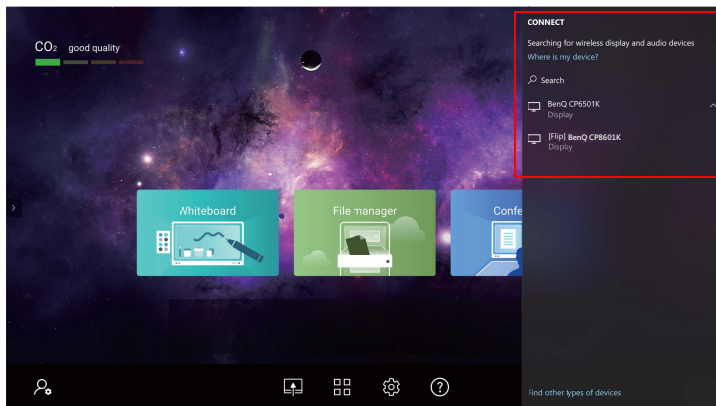 CO₂ good quality
Whiteboard
File manager
Confe
CONNECT
Searching for wireless display and audio devices
Where is my device?
Search
BenQ CP6501K
Display
[Flip] BenQ CP8601K
Display
Find other types of devices